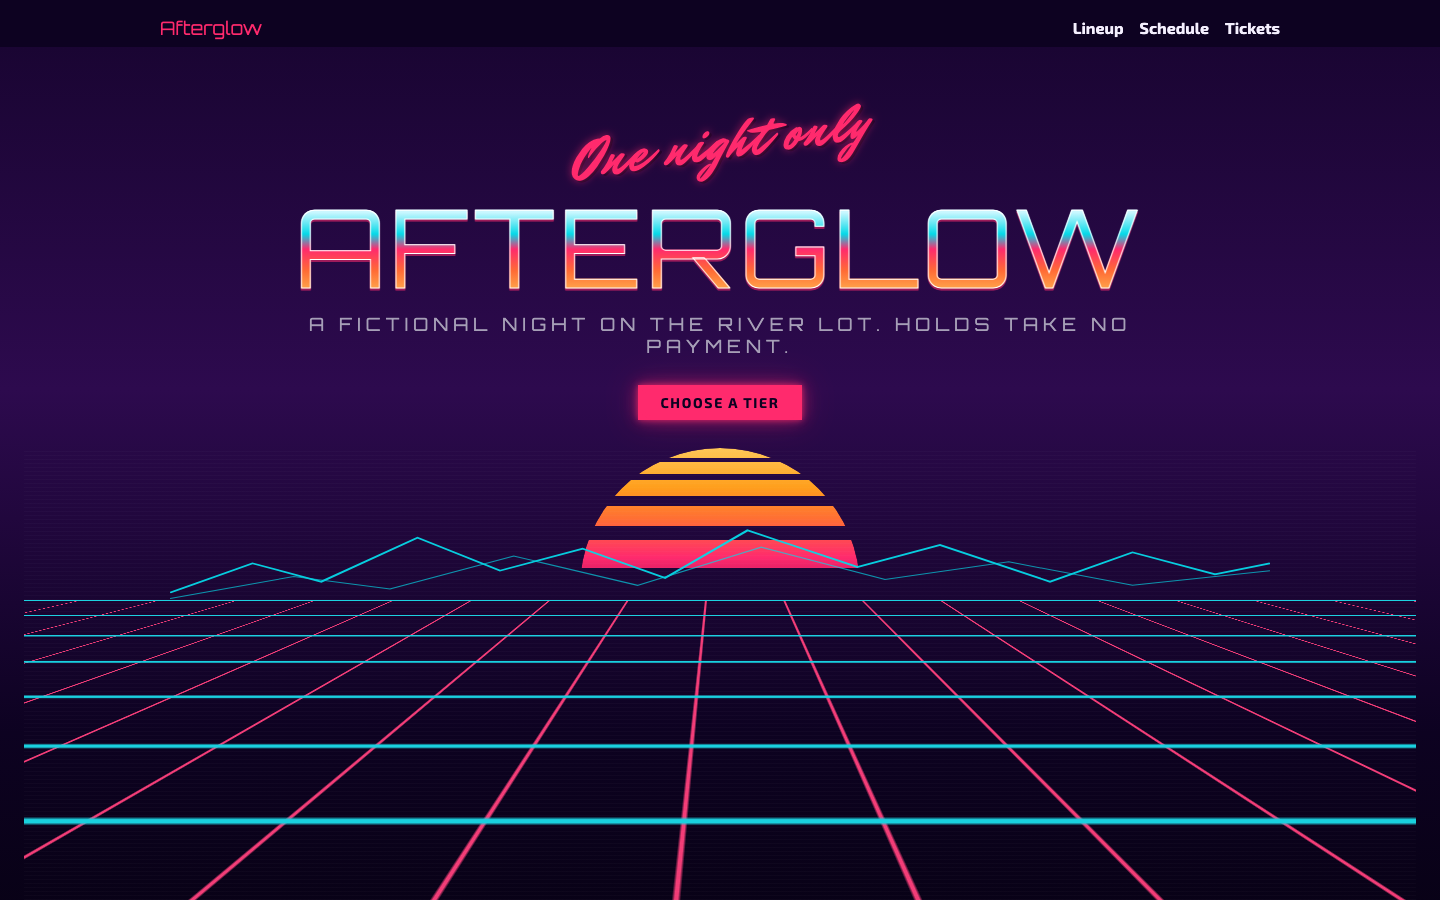 Afterglow
Lineup Schedule Tickets
One night only
AFTERGLOW
A FICTIONAL NIGHT ON THE RIVER LOT. HOLDS TAKE NO
PAYMENT.
CHOOSE A TIER